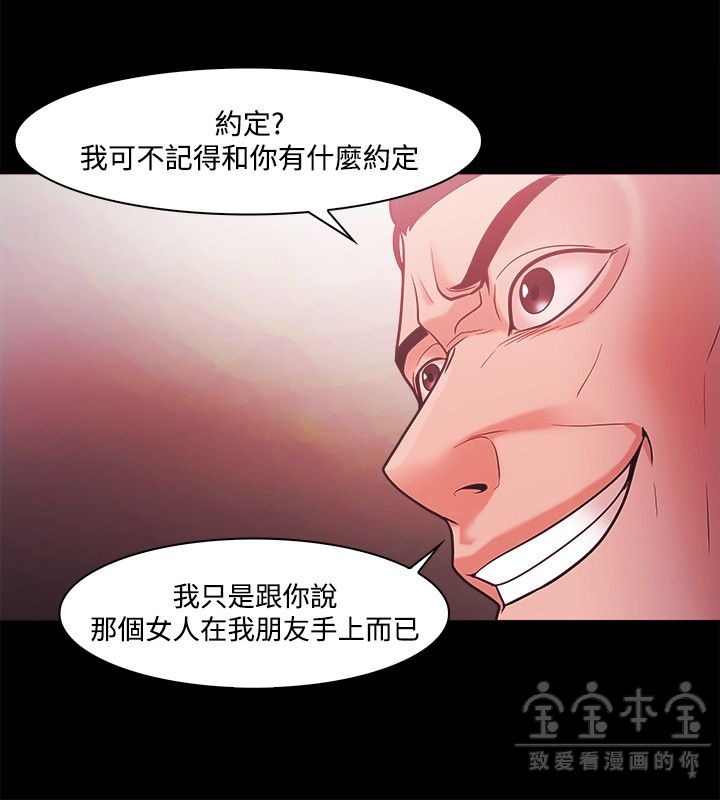 約定?
我可不記得和你有什麼約定
我只是跟你說
那個女人在我朋友手上而已
宝宝本宝
致爱看漫画的你